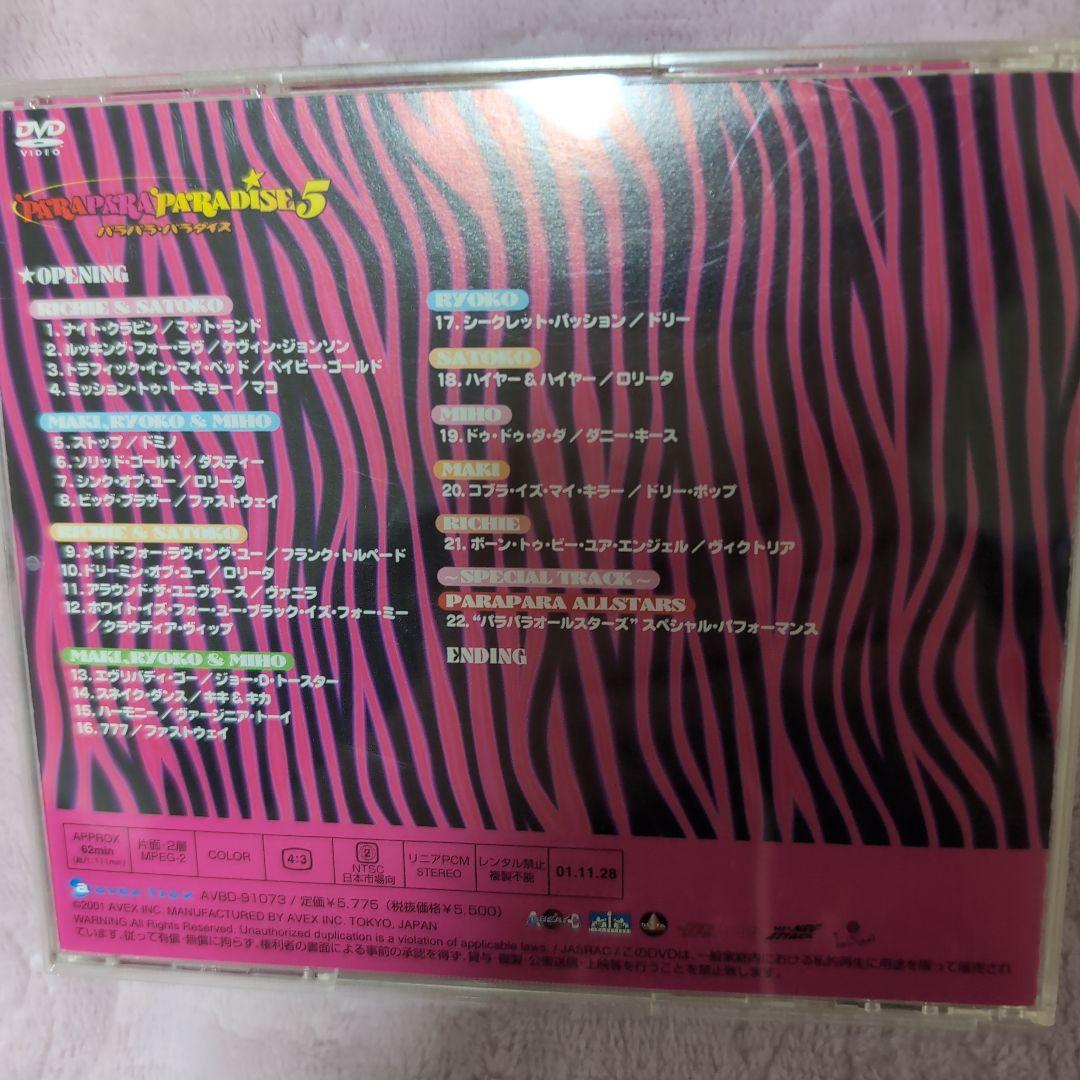 DVD
VIDEO
PARAPARAPARADISE 5
パラパラ・パラダイス
★OPENING
RICHIE & SATOKO
1.ナイト・クラビン／マット・ランド
2.ルッキング・フォー・ラヴ／ケヴィン・ジョンソン
3.トラフィック・イン・マイ・ベッド／ベイビー・ゴールド
4.ミッション・トゥ・トーキョー／マコ
MAKI, RYOKO & MIHO
5.ストップ／ドミノ
6.ソリッド・ゴールド／ダスティー
7.シンク・オブ・ユー／ロリータ
8.ビッグ・ブラザー／ファストウェイ
RICHIE & SATOKO
9.メイド・フォー・ラヴィング・ユー／フランク・トルペード
10.ドリーミン・オブ・ユー／ロリータ
11.アラウンド・ザ・ユニヴァース／ヴァニラ
12.ホワイト・イズ・フォー・ユー・ブラック・イズ・フォー・ミー
／クラウディア・ヴィップ
MAKI, RYOKO & MIHO
13.エヴリバディ・ゴー／ジョー・D・トースター
14.スネイク・ダンス／キキ＆キカ
15.ハーモニー／ヴァージニア・トーイ
16.777／ファストウェイ
RYOKO
17.シークレット・パッション／ドリー
SATOKO
18.ハイヤー＆ハイヤー／ロリータ
MIHO
19.ドゥ・ドゥ・ダ・ダ／ダニー・キース
MAKI
20.コブラ・イズ・マイ・キラー／ドリー・ポップ
RICHIE
21.ボーン・トゥ・ビー・ユア・エンジェル／ヴィクトリア
～SPECIAL TRACK～
PARAPARA ALLSTARS
22.“パラパラオールスターズ”スペシャル・パフォーマンス
ENDING
APPROX
62min
片面・2層
MPEG-2
COLOR
4:3
2
NTSC
日本市場向
リニアPCM
STEREO
レンタル禁止
複製不能
01.11.28
avex trax AVBD-91073／定価¥5,775（税抜価格¥5,500）
©2001 AVEX INC. MANUFACTURED BY AVEX INC. TOKYO, JAPAN
WARNING.All Rights Reserved. Unauthorized duplication is a violation of applicable laws. / JASRAC / このDVDは、一般家庭内における私的再生に用途を限って販売され
ています。従って有償・無償に拘らず、権利者の書面による事前の承認を得ず、貸与・複製・公衆送信・上映等を行うことを禁止致します。